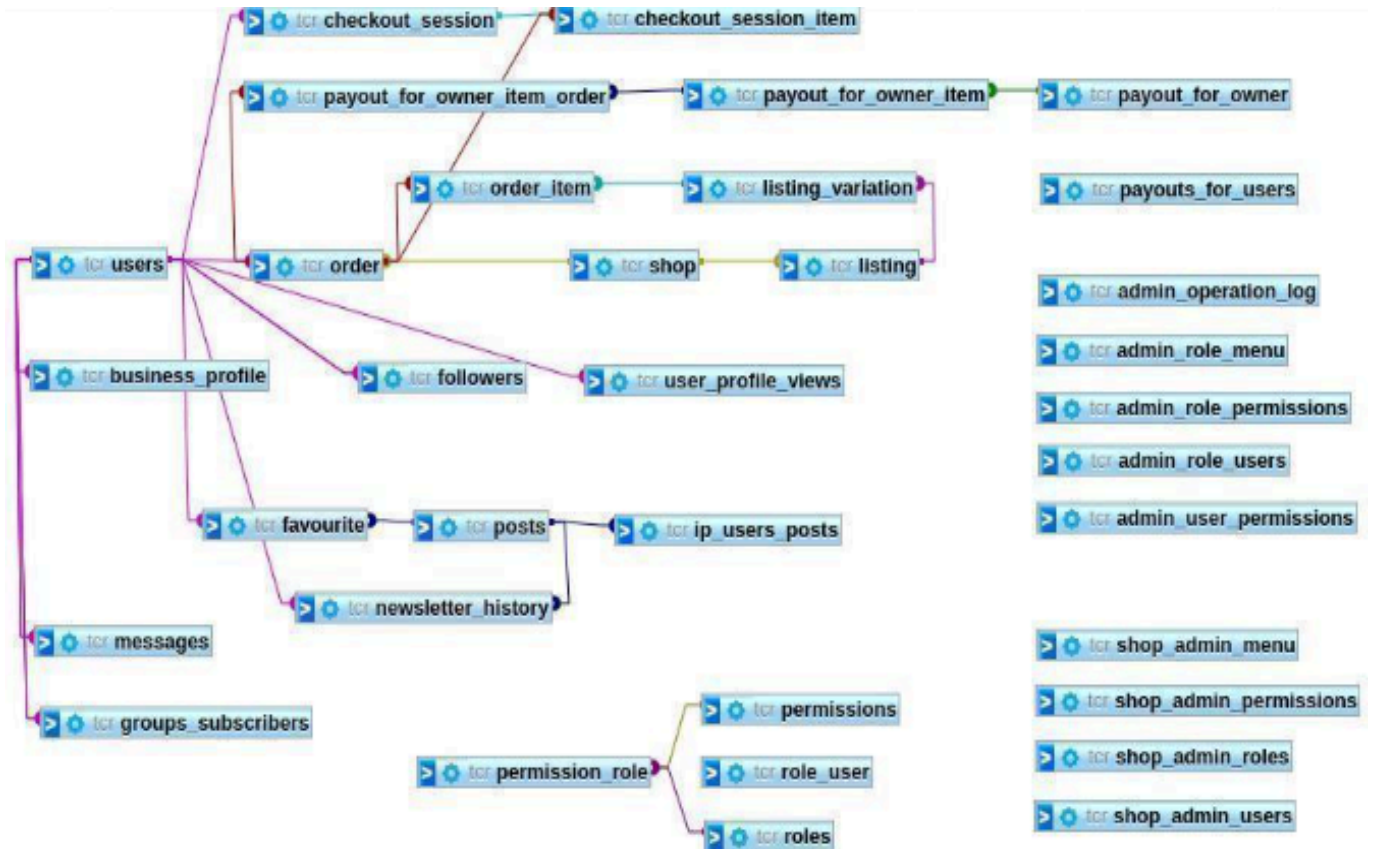 tcr checkout_session
tcr checkout_session_item
tcr payout_for_owner_item_order
tcr payout_for_owner_item
tcr payout_for_owner
tcr order_item
tcr listing_variation
tcr payouts_for_users
tcr users
tcr order
tcr shop
tcr listing
tcr admin_operation_log
tcr admin_role_menu
tcr business_profile
tcr followers
tcr user_profile_views
tcr admin_role_permissions
tcr admin_role_users
tcr favourite
tcr posts
tcr ip_users_posts
tcr admin_user_permissions
tcr newsletter_history
tcr messages
tcr shop_admin_menu
tcr groups_subscribers
tcr permissions
tcr shop_admin_permissions
tcr permission_role
tcr role_user
tcr shop_admin_roles
tcr roles
tcr shop_admin_users